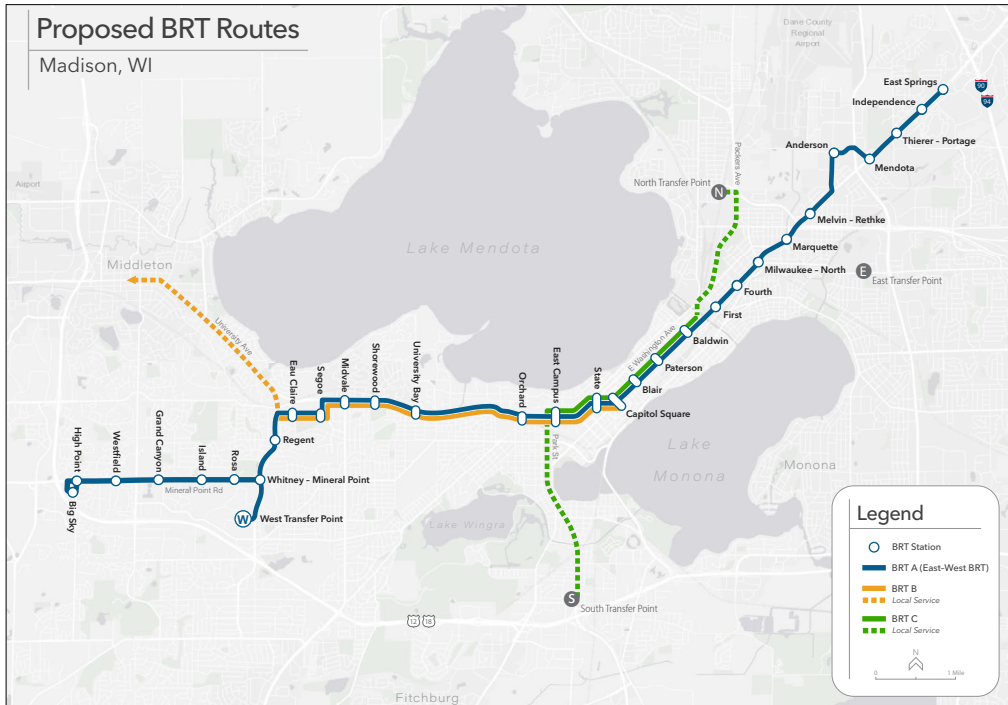 Proposed BRT Routes
Madison, WI
Dane County
Regional
Airport
East Springs
90
94
Independence
Thierer – Portage
Anderson
Mendota
Packers Ave
Airport
North Transfer Point
N
Melvin – Rethke
Lake Mendota
Marquette
Middleton
Milwaukee – North
E
East Transfer Point
Fourth
First
University Ave
E Washington Ave
Baldwin
Paterson
Blair
Capitol Square
Eau Claire
Segoe
Midvale
Shorewood
University Bay
Orchard
East Campus
State
Park St
Regent
High Point
Westfield
Grand Canyon
Island
Rosa
Whitney – Mineral Point
Mineral Point Rd
Big Sky
W
West Transfer Point
Lake Wingra
Lake
Monona
Monona
S
South Transfer Point
12
18
Fitchburg
Legend
BRT Station
BRT A (East-West BRT)
BRT B
Local Service
BRT C
Local Service
N
0
1 Mile